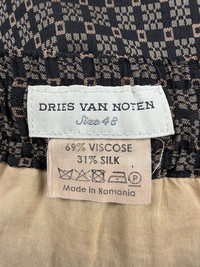 DRIES VAN NOTEN
Size 48
69% VISCOSE
31% SILK
Made in Romania